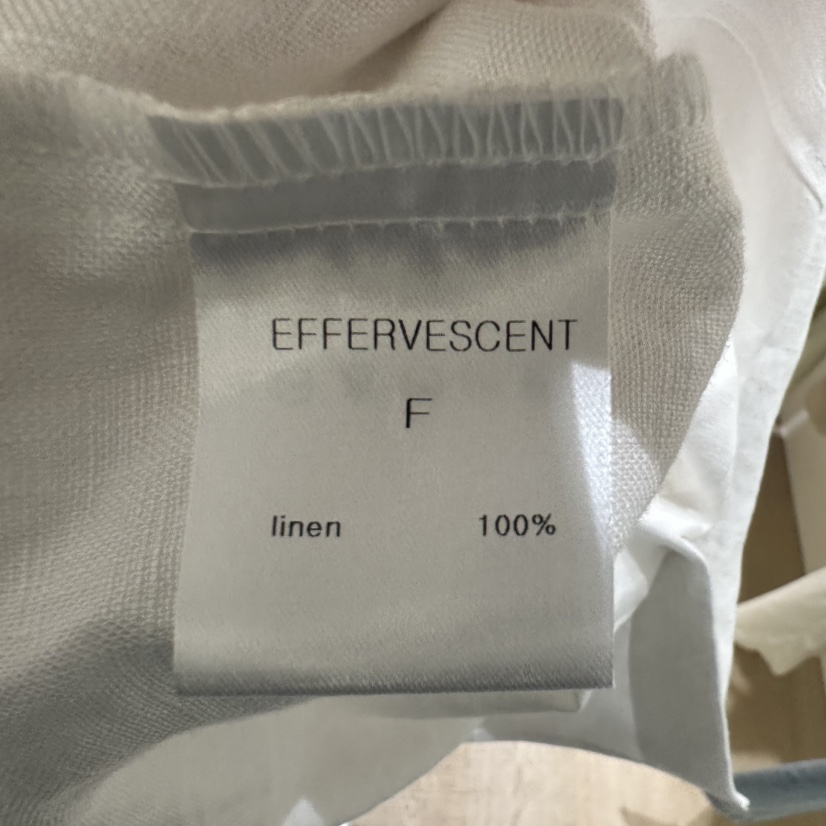 EFFERVESCENT
F
linen 100%